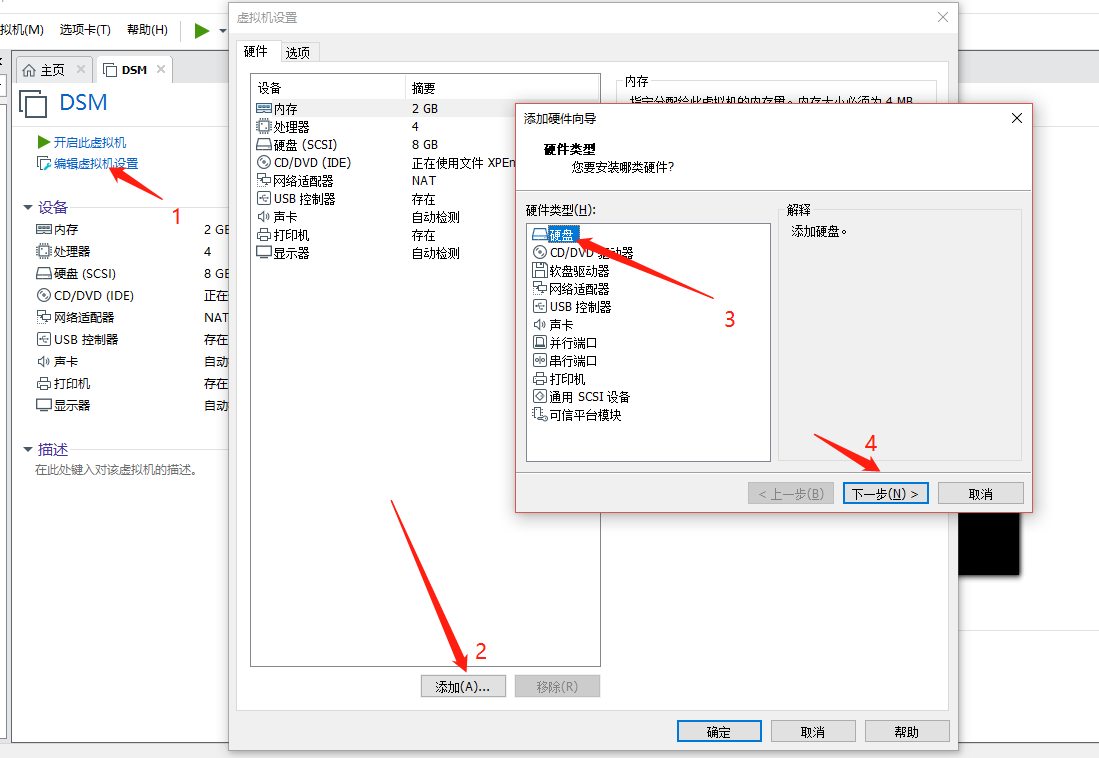 拟机(M) 选项卡(T) 帮助(H)
主页 DSM
DSM
开启此虚拟机
编辑虚拟机设置
1
设备
内存 2 GB
处理器 4
硬盘 (SCSI) 8 GB
CD/DVD (IDE) 正在
网络适配器 NAT
USB 控制器 存在
声卡 自动
打印机 存在
显示器 自动
描述
在此处键入对该虚拟机的描述。
虚拟机设置
硬件 选项
设备 摘要
内存 2 GB
处理器 4
硬盘 (SCSI) 8 GB
CD/DVD (IDE) 正在使用文件 XPEn
网络适配器 NAT
USB 控制器 存在
声卡 自动检测
打印机 存在
显示器 自动检测
2
添加(A)... 移除(R)
内存
指定分配给此虚拟机的内存量。内存大小必须为 4 MB
确定 取消 帮助
添加硬件向导
硬件类型
您要安装哪类硬件?
硬件类型(H):
硬盘
CD/DVD 驱动器
软盘驱动器
网络适配器
USB 控制器
声卡
并行端口
串行端口
打印机
通用 SCSI 设备
可信平台模块
3
解释
添加硬盘。
4
< 上一步(B) 下一步(N) > 取消